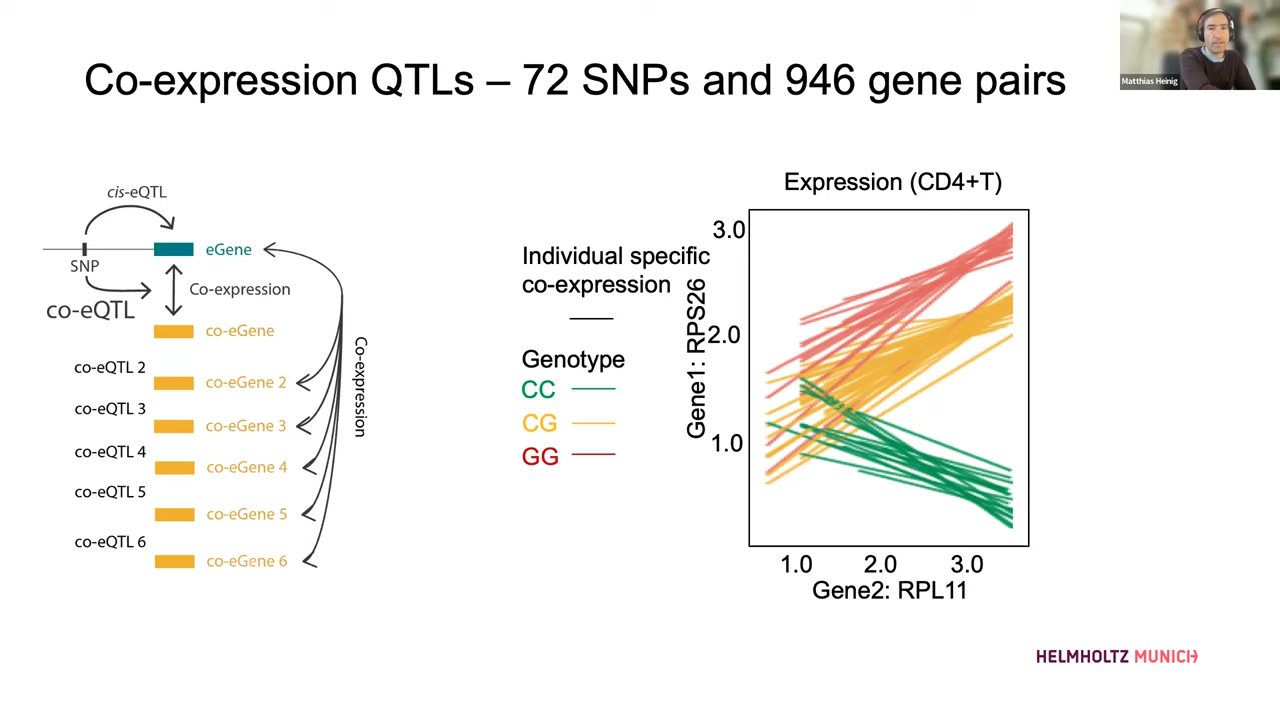 Matthias Heinig
Co-expression QTLs – 72 SNPs and 946 gene pairs
cis-eQTL
eGene
SNP
Co-expression
co-eQTL
co-eGene
co-eQTL 2
co-eGene 2
co-eQTL 3
co-eGene 3
co-eQTL 4
co-eGene 4
co-eQTL 5
co-eGene 5
co-eQTL 6
co-eGene 6
Co-expression
Individual specific
co-expression
Genotype
CC
CG
GG
Expression (CD4+T)
Gene1: RPS26
3.0
2.0
1.0
1.0 2.0 3.0
Gene2: RPL11
HELMHOLTZ MUNICH